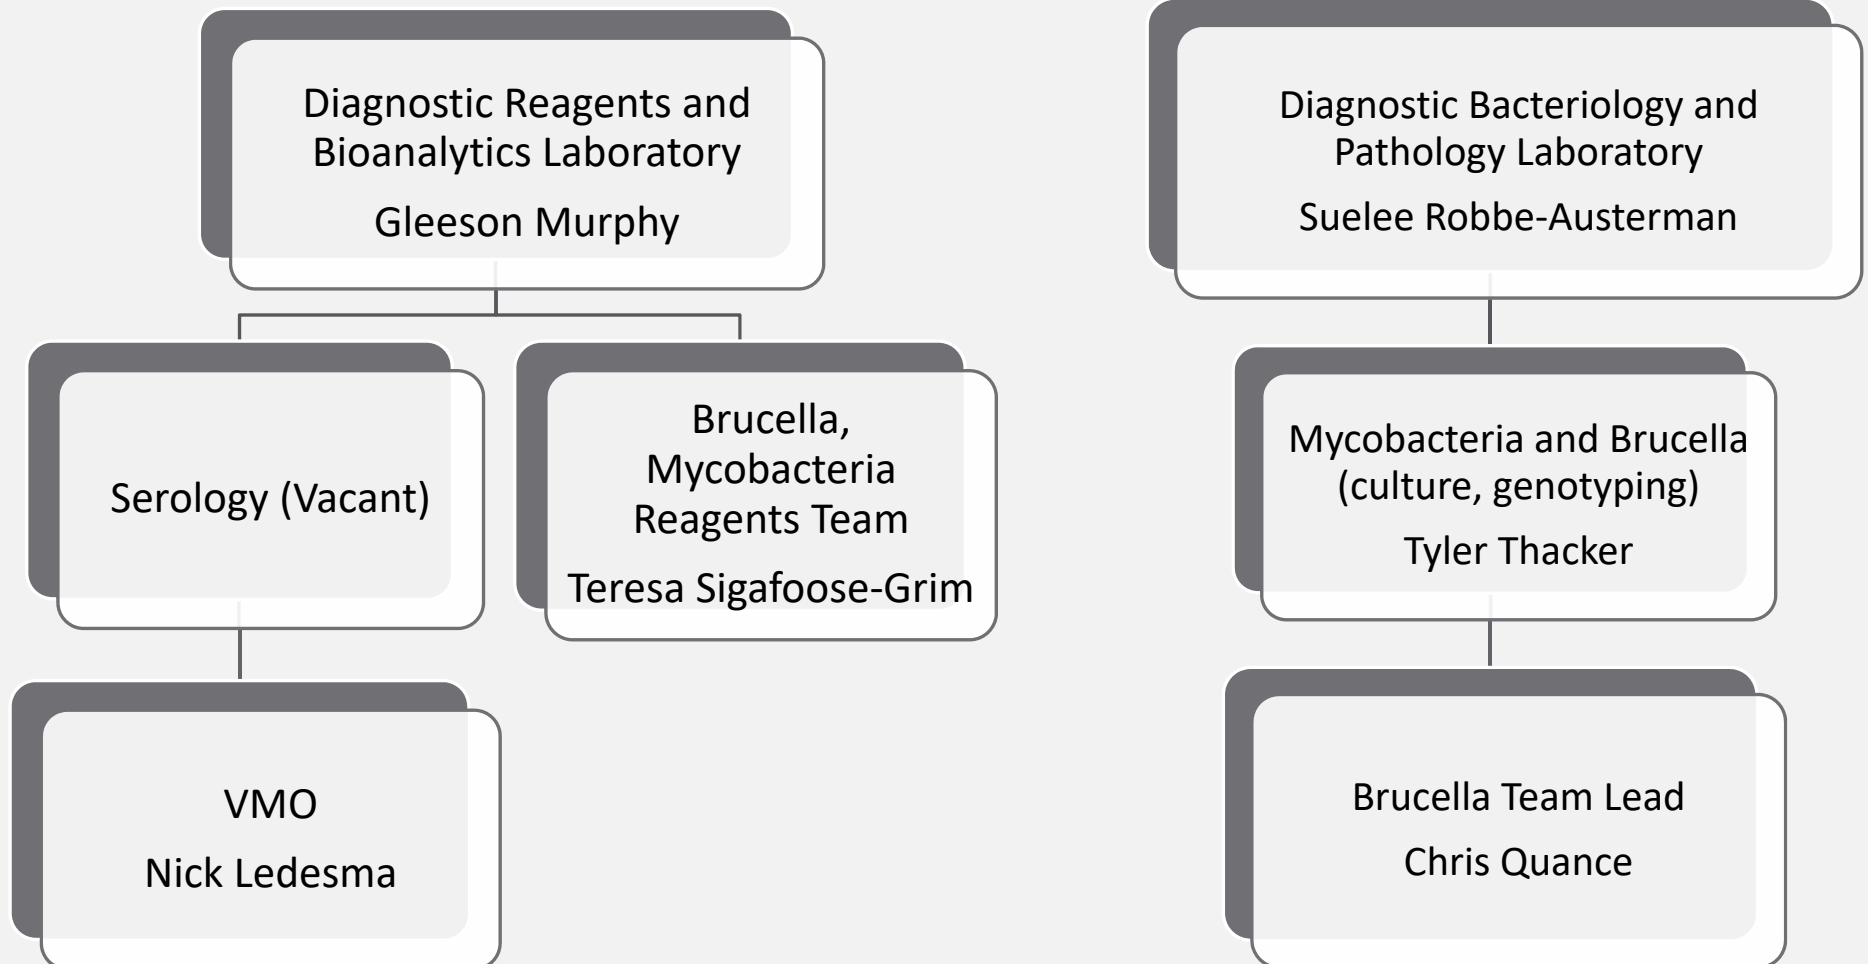 Diagnostic Reagents and
Bioanalytics Laboratory
Gleeson Murphy
Serology (Vacant)
Brucella,
Mycobacteria
Reagents Team
Teresa Sigafoose-Grim
VMO
Nick Ledesma
Diagnostic Bacteriology and
Pathology Laboratory
Suelee Robbe-Austerman
Mycobacteria and Brucella
(culture, genotyping)
Tyler Thacker
Brucella Team Lead
Chris Quance